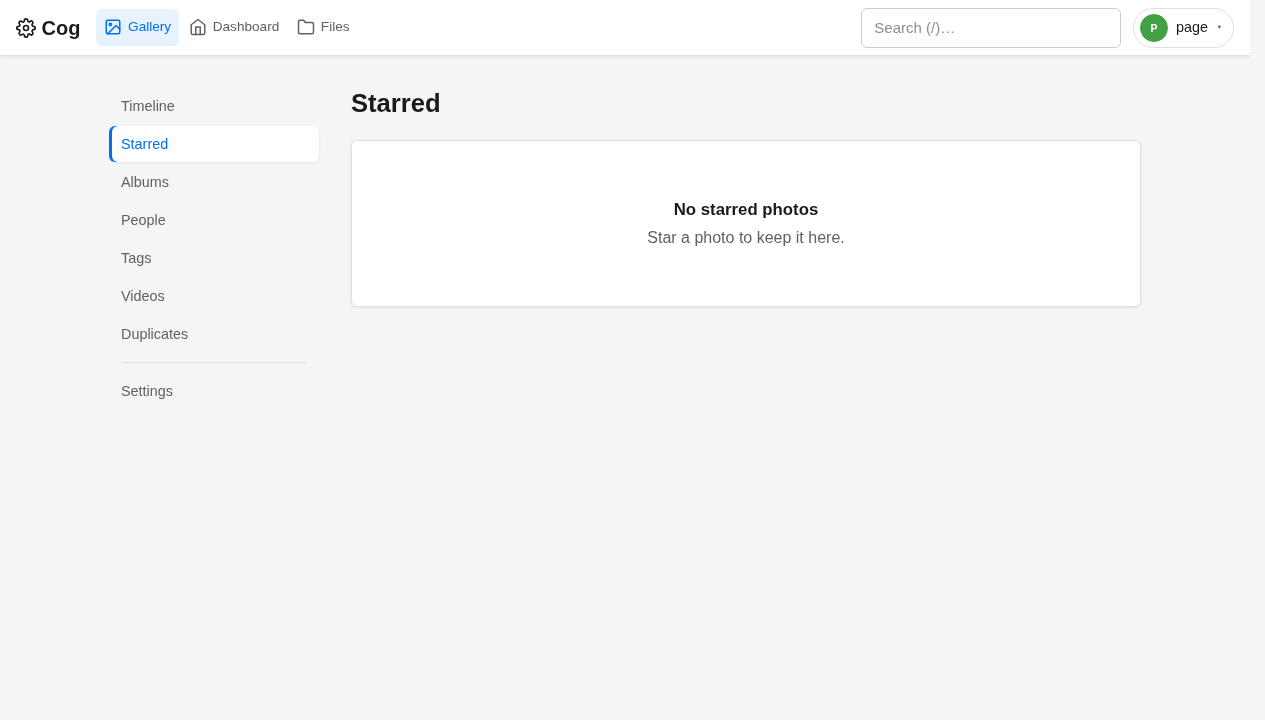 Cog
Gallery
Dashboard
Files
Search (/)…
P
page
Timeline
Starred
Albums
People
Tags
Videos
Duplicates
Settings
Starred
No starred photos
Star a photo to keep it here.